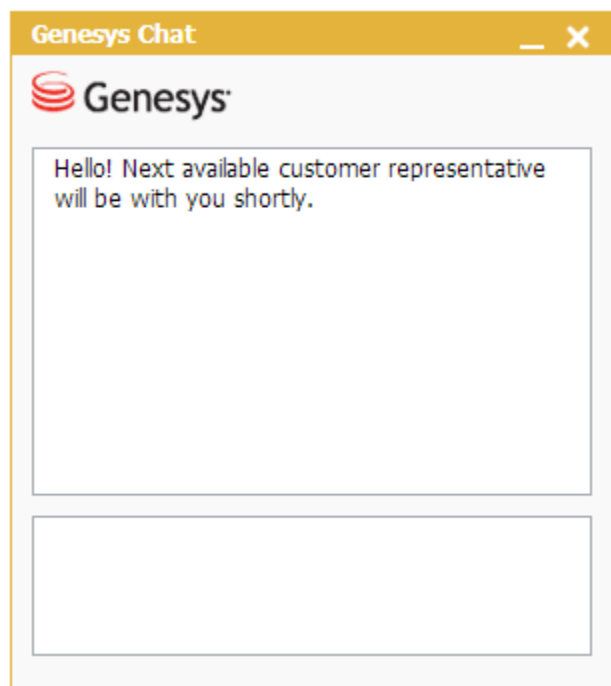 Genesys Chat
Genesys
Hello! Next available customer representative
will be with you shortly.